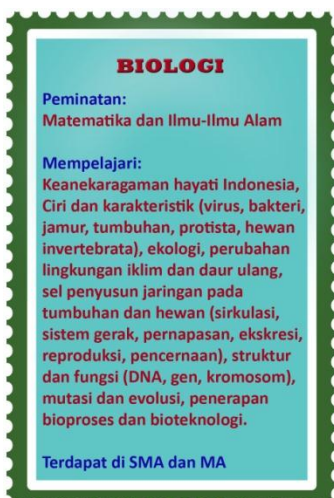 BIOLOGI
Peminatan:
Matematika dan Ilmu-Ilmu Alam
Mempelajari:
Keanekaragaman hayati Indonesia,
Ciri dan karakteristik (virus, bakteri,
jamur, tumbuhan, protista, hewan
invertebrata), ekologi, perubahan
lingkungan iklim dan daur ulang,
sel penyusun jaringan pada
tumbuhan dan hewan (sirkulasi,
sistem gerak, pernapasan, ekskresi,
reproduksi, pencernaan), struktur
dan fungsi (DNA, gen, kromosom),
mutasi dan evolusi, penerapan
bioproses dan bioteknologi.
Terdapat di SMA dan MA